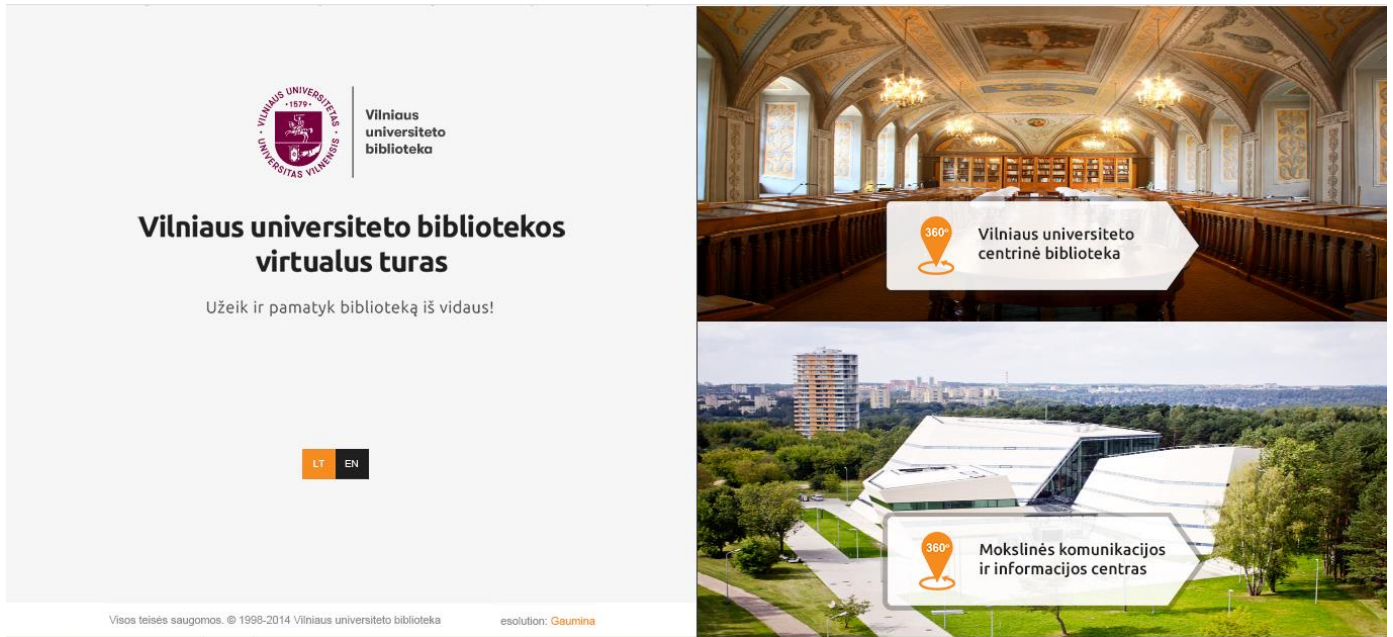 VILNIAUS UNIVERSITETAS
·1579·
UNIVERSITAS VILNENSIS
Vilniaus
universiteto
biblioteka
Vilniaus universiteto bibliotekos
virtualus turas
Užeik ir pamatyk biblioteką iš vidaus!
LT EN
Visos teisės saugomos. © 1998-2014 Vilniaus universiteto biblioteka esolution: Gaumina
360°
Vilniaus universiteto
centrinė biblioteka
360°
Mokslinės komunikacijos
ir informacijos centras